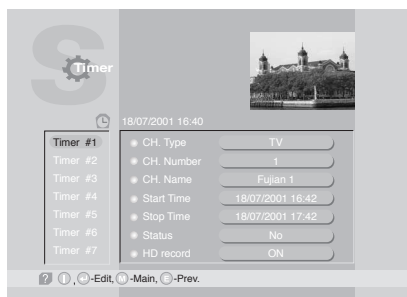 S
Timer
18/07/2001 16:40
Timer #1
Timer #2
Timer #3
Timer #4
Timer #5
Timer #6
Timer #7
CH. Type TV
CH. Number 1
CH. Name Fujian 1
Start Time 18/07/2001 16:42
Stop Time 18/07/2001 17:42
Status No
HD record ON
? , -Edit, M -Main, E -Prev.